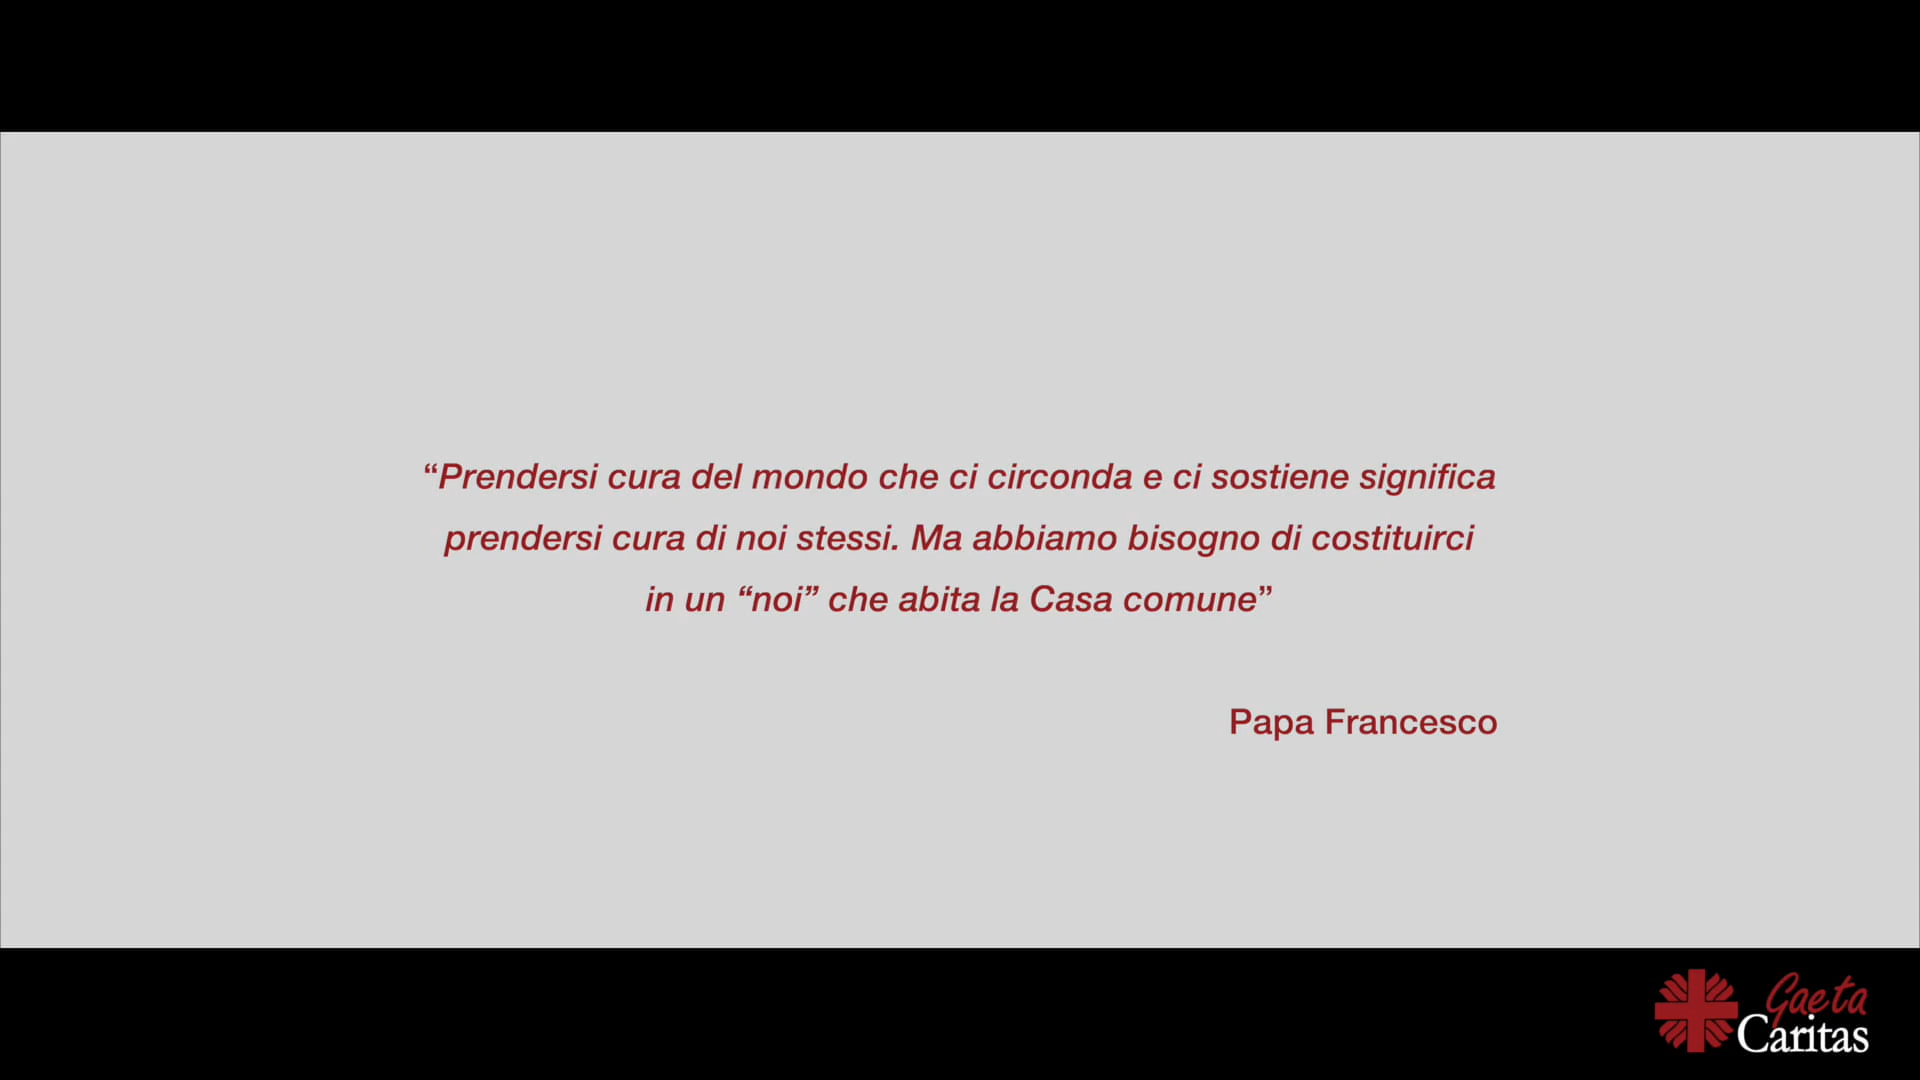 “Prendersi cura del mondo che ci circonda e ci sostiene significa
prendersi cura di noi stessi. Ma abbiamo bisogno di costituirci
in un “noi” che abita la Casa comune”
Papa Francesco
Gaeta
Caritas